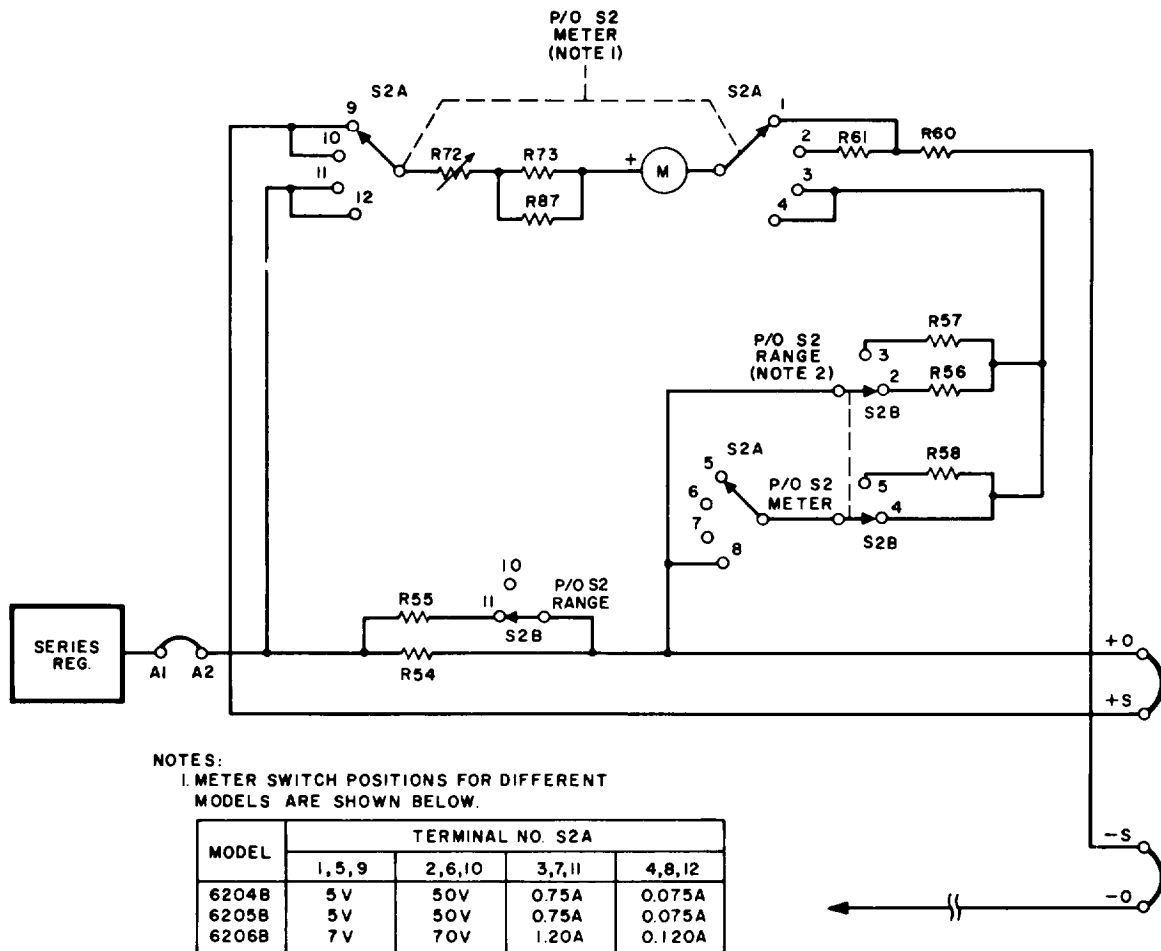 P/O S2
METER
(NOTE 1)
S2A
S2A
9
10
11
12
R72
R73
R87
+
M
1
2
3
4
R61
R60
P/O S2
RANGE
(NOTE 2)
3
R57
2
R56
S2B
S2A
5
6
7
8
P/O S2
METER
5
R58
4
S2B
10
11
P/O S2
RANGE
S2B
R55
R54
SERIES
REG.
A1
A2
+O
+S
-S
-O
NOTES:
1. METER SWITCH POSITIONS FOR DIFFERENT
MODELS ARE SHOWN BELOW.
MODEL
TERMINAL NO. S2A
1,5,9 2,6,10 3,7,11 4,8,12
6204B 5V 50V 0.75A 0.075A
6205B 5V 50V 0.75A 0.075A
6206B 7V 70V 1.20A 0.120A